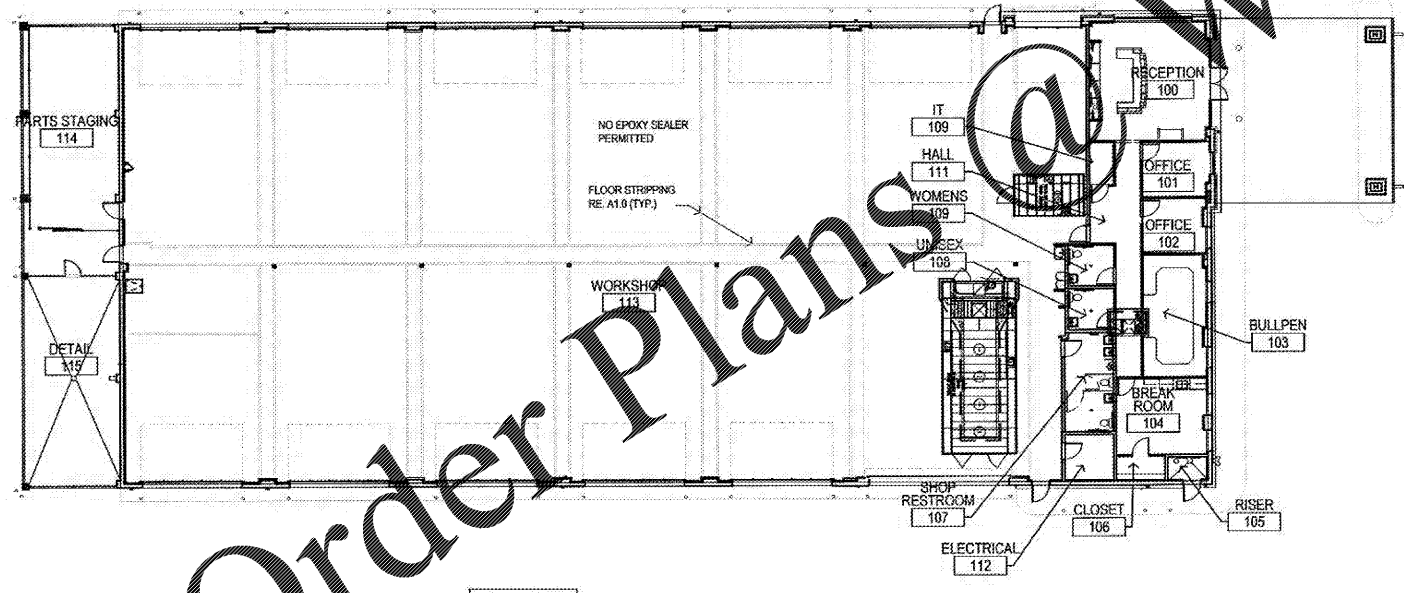 RECEPTION
100
PARTS STAGING
114
IT
109
NO EPOXY SEALER
PERMITTED
HALL
111
OFFICE
101
FLOOR STRIPPING
RE. A1.0 (TYP.)
WOMENS
109
OFFICE
102
UNISEX
108
WORKSHOP
113
BULLPEN
103
DETAIL
115
BREAK
ROOM
104
SHOP
RESTROOM
107
CLOSET
106
RISER
105
ELECTRICAL
112
Order Plans @ W